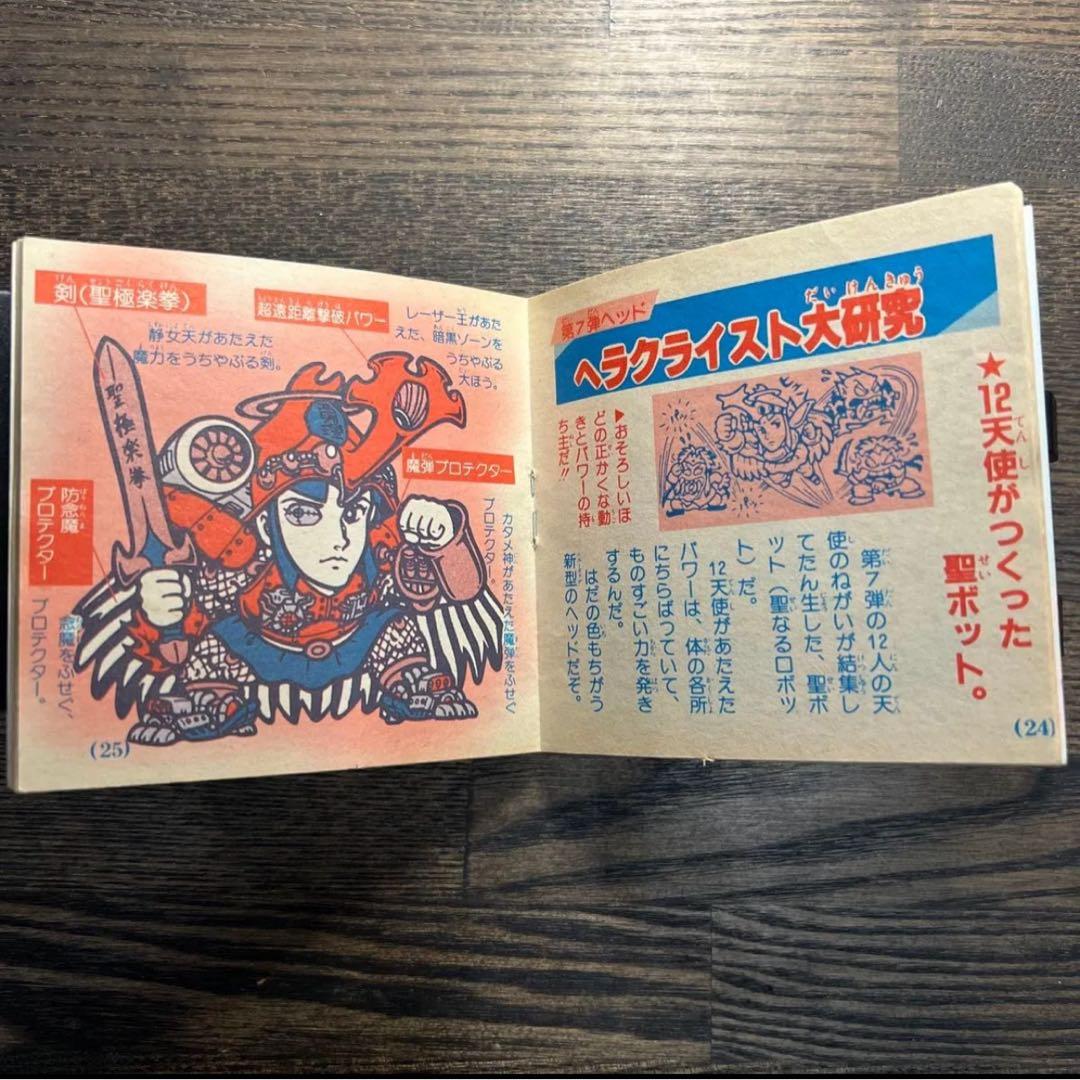 第7弾ヘッド
ヘラクライスト大研究
だいけんきゅう
★12天使がつくった
聖ボット。
▶おそろしいほ
どの正かくな動
きとパワーの持
ち主だ!!
第7弾の12人の天
使のねがいが結集し
てたん生した、聖ボ
ット(聖なるロボッ
ト)だ。
12天使があたえた
パワーは、体の各所
にちらばっていて、
ものすごい力を発き
するんだ。
はだの色もちがう
新型のヘッドだぞ。
(24)
剣(聖極楽拳)
静女天があたえた
魔力をうちやぶる剣。
超遠距離撃破パワー
レーザー王があた
えた、暗黒ゾーンを
うちやぶる
大ほう。
聖極楽拳
魔弾プロテクター
カタメ神があたえた魔弾をふせぐ
プロテクター。
防念魔
プロテクター
念魔をふせぐ、
プロテクター。
(25)